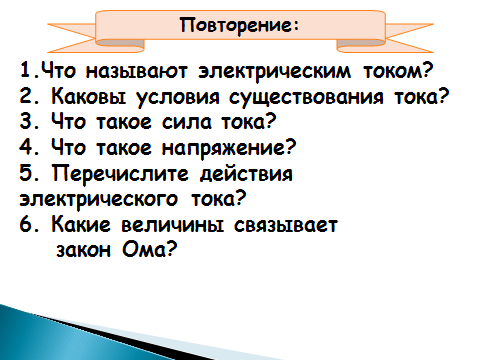 Повторение:
1.Что называют электрическим током?
2. Каковы условия существования тока?
3. Что такое сила тока?
4. Что такое напряжение?
5. Перечислите действия
электрического тока?
6. Какие величины связывает
закон Ома?